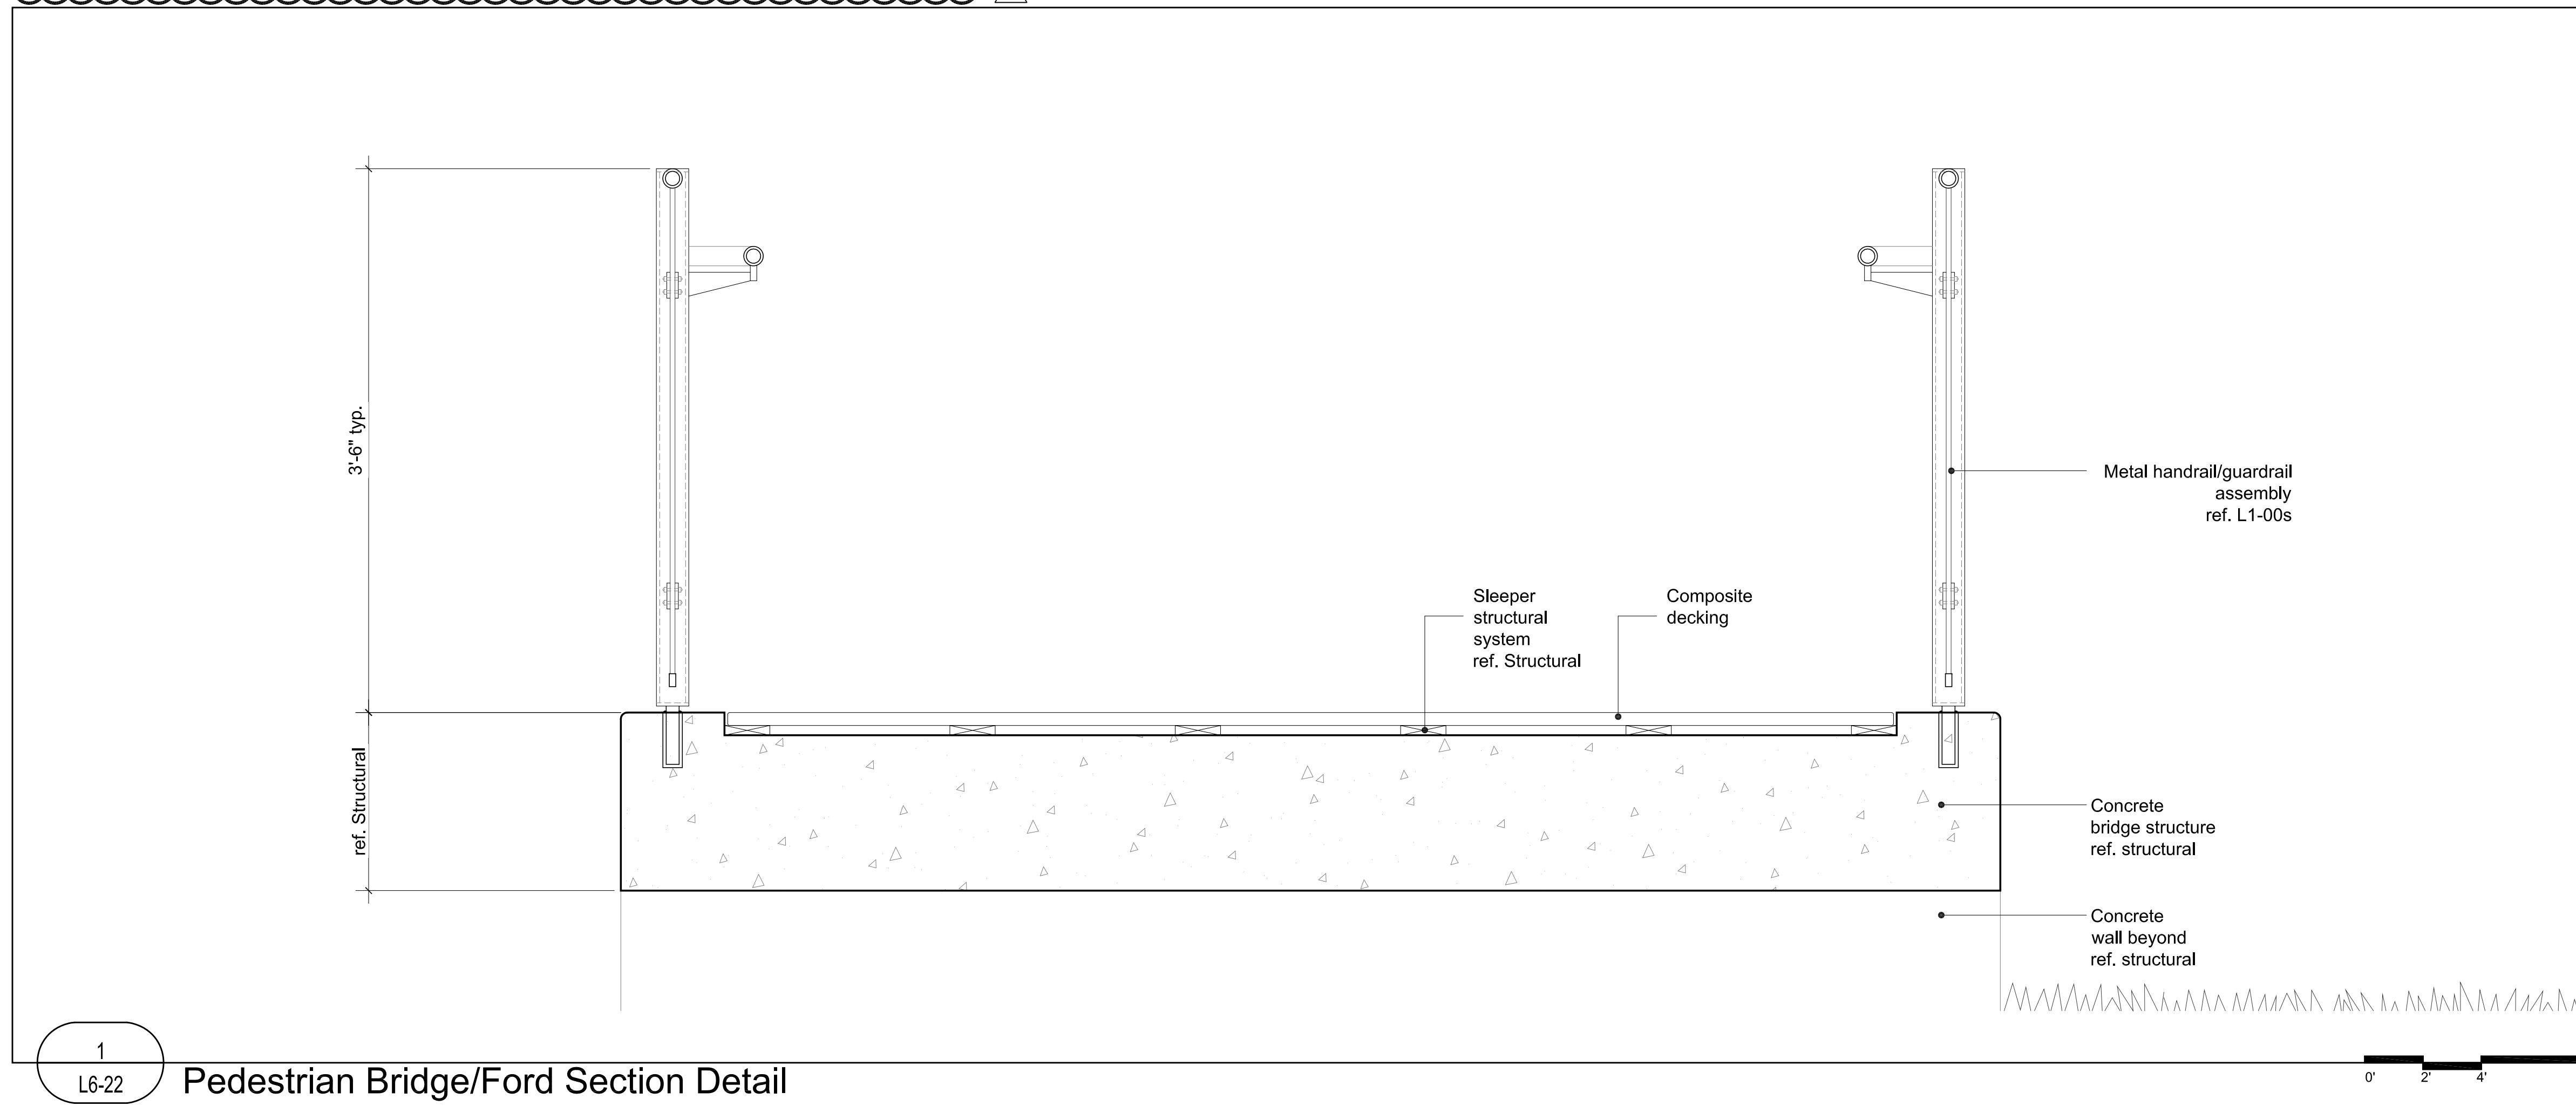 3'-6" typ.
Metal handrail/guardrail
assembly
ref. L1-00s
Sleeper
structural
system
ref. Structural
Composite
decking
ref. Structural
Concrete
bridge structure
ref. structural
Concrete
wall beyond
ref. structural
1
L6-22
Pedestrian Bridge/Ford Section Detail
0' 2' 4'